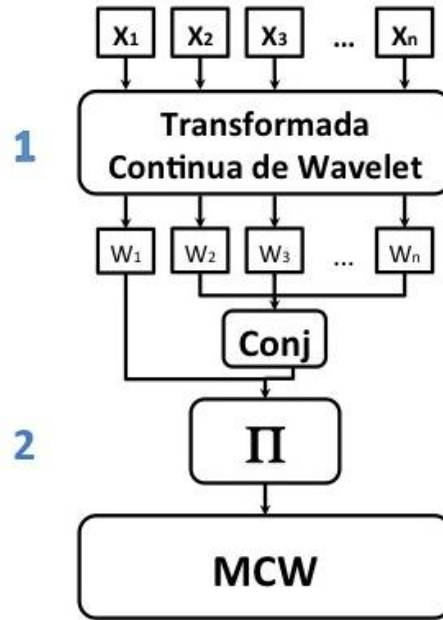 X1 X2 X3 ... Xn
1
Transformada
Continua de Wavelet
W1 W2 W3 ... Wn
Conj
2
Π
MCW